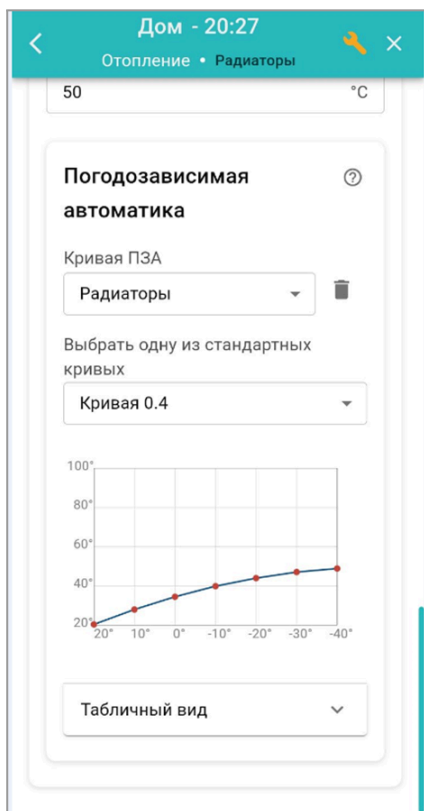 Дом - 20:27
Отопление • Радиаторы
50 °C
Погодозависимая
автоматика
Кривая ПЗА
Радиаторы
Выбрать одну из стандартных
кривых
Кривая 0.4
100°
80°
60°
40°
20°
20° 10° 0° -10° -20° -30° -40°
Табличный вид